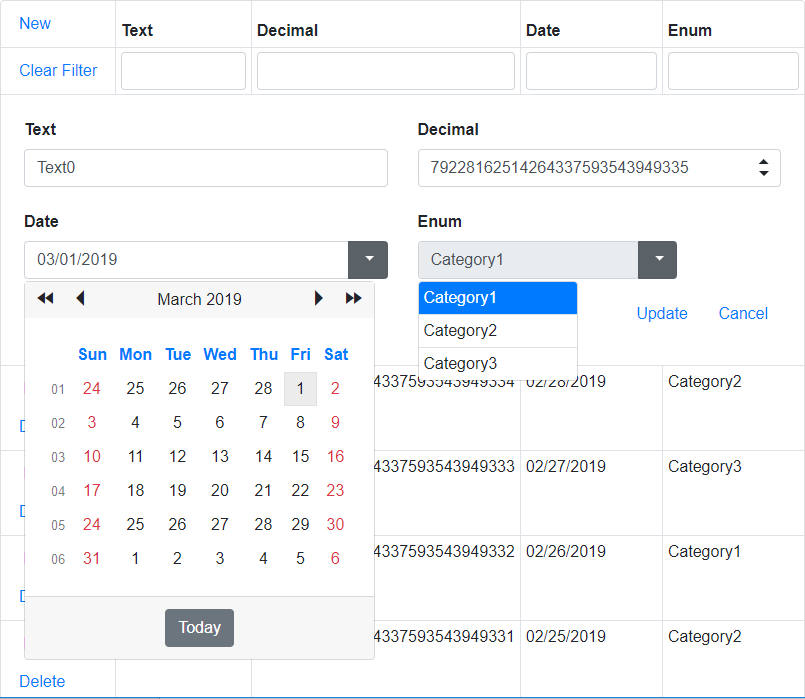 New Text Decimal Date Enum
Clear Filter
Text Decimal
Text0 79228162514264337593543949335
Date Enum
03/01/2019 Category1
March 2019 Category1
Category2 Update Cancel
Sun Mon Tue Wed Thu Fri Sat Category3
01 24 25 26 27 28 1 2 4337593543949334 02/28/2019 Category2
02 3 4 5 6 7 8 9
03 10 11 12 13 14 15 16 4337593543949333 02/27/2019 Category3
04 17 18 19 20 21 22 23
05 24 25 26 27 28 29 30
06 31 1 2 3 4 5 6 4337593543949332 02/26/2019 Category1
Today 4337593543949331 02/25/2019 Category2
Delete